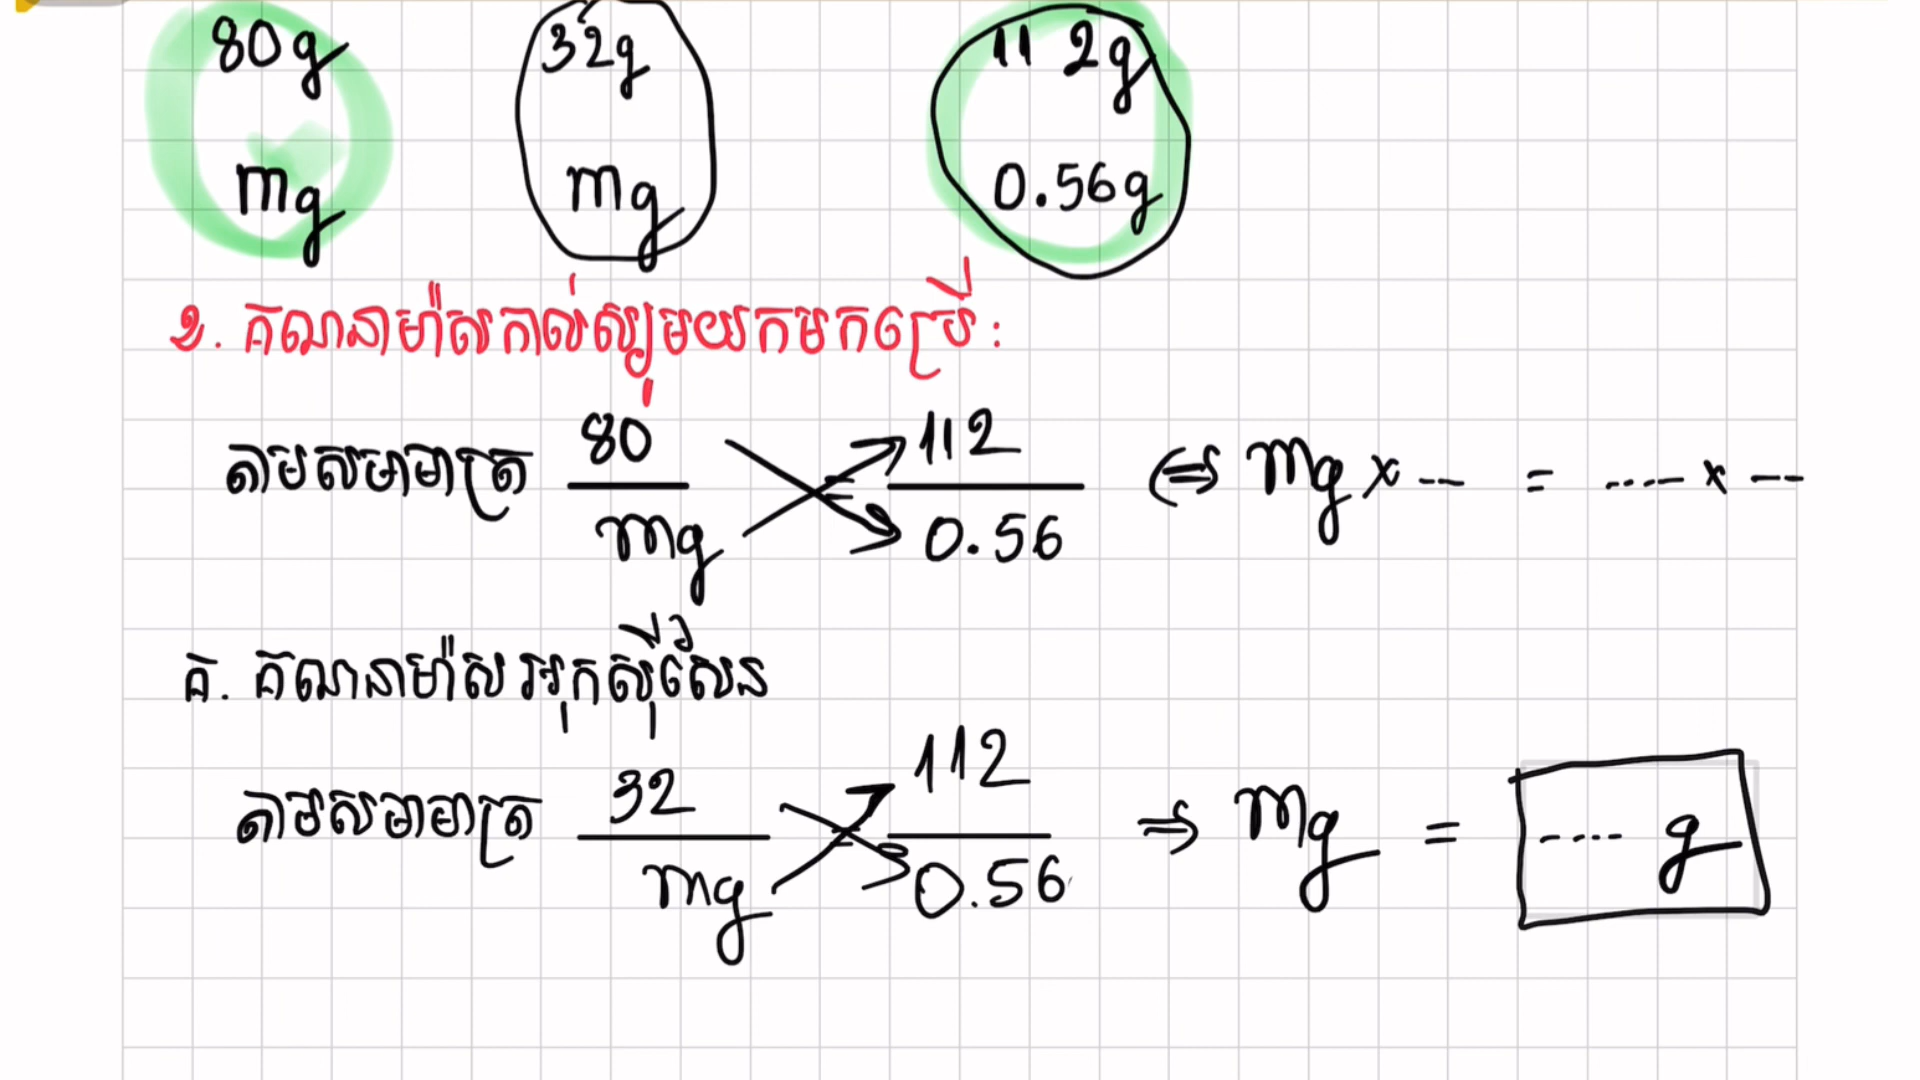 80g 32g 112g
mg mg 0.56g
ខ. គណនាម៉ាសកាល់ស្យូមយកមកប្រើ:
តាមសមាមាត្រ 80/mg = 112/0.56 ⇔ mg x -- = ----- x --
គ. គណនាម៉ាសអុកស៊ីសែន
តាមសមាមាត្រ 32/mg = 112/0.56 ⇒ mg = ---- g